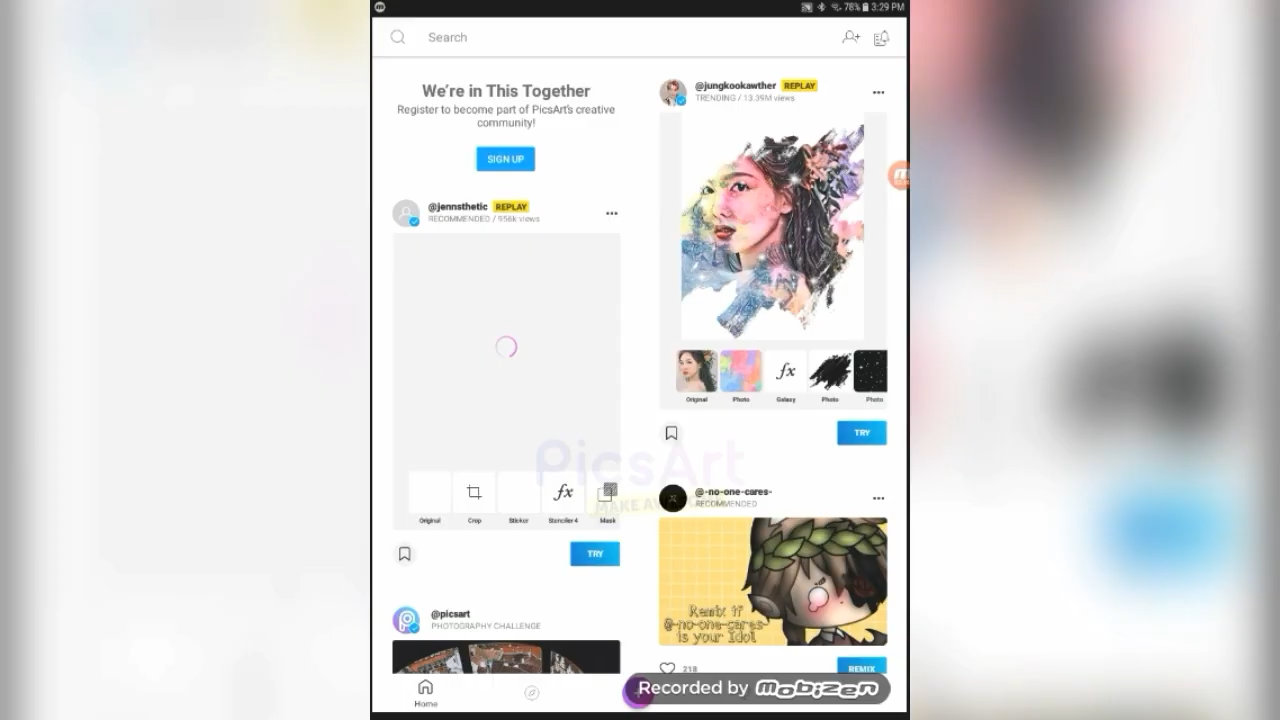 78% 3:29 PM
Search
We're in This Together
Register to become part of PicsArt's creative
community!
SIGN UP
@jennsthetic REPLAY
RECOMMENDED / 956k views
Original Crop Sticker fx Stenciler4 Mask
TRY
@picsart
PHOTOGRAPHY CHALLENGE
@jungkookawther REPLAY
TRENDING / 13.39M views
fx
Original Photo Galaxy Photo Photo
TRY
PicsArt
@-no-one-cares-
RECOMMENDED
Remix if
@-no-one-cares-
is your Idol
218
REMIX
Home
Recorded by mobizen